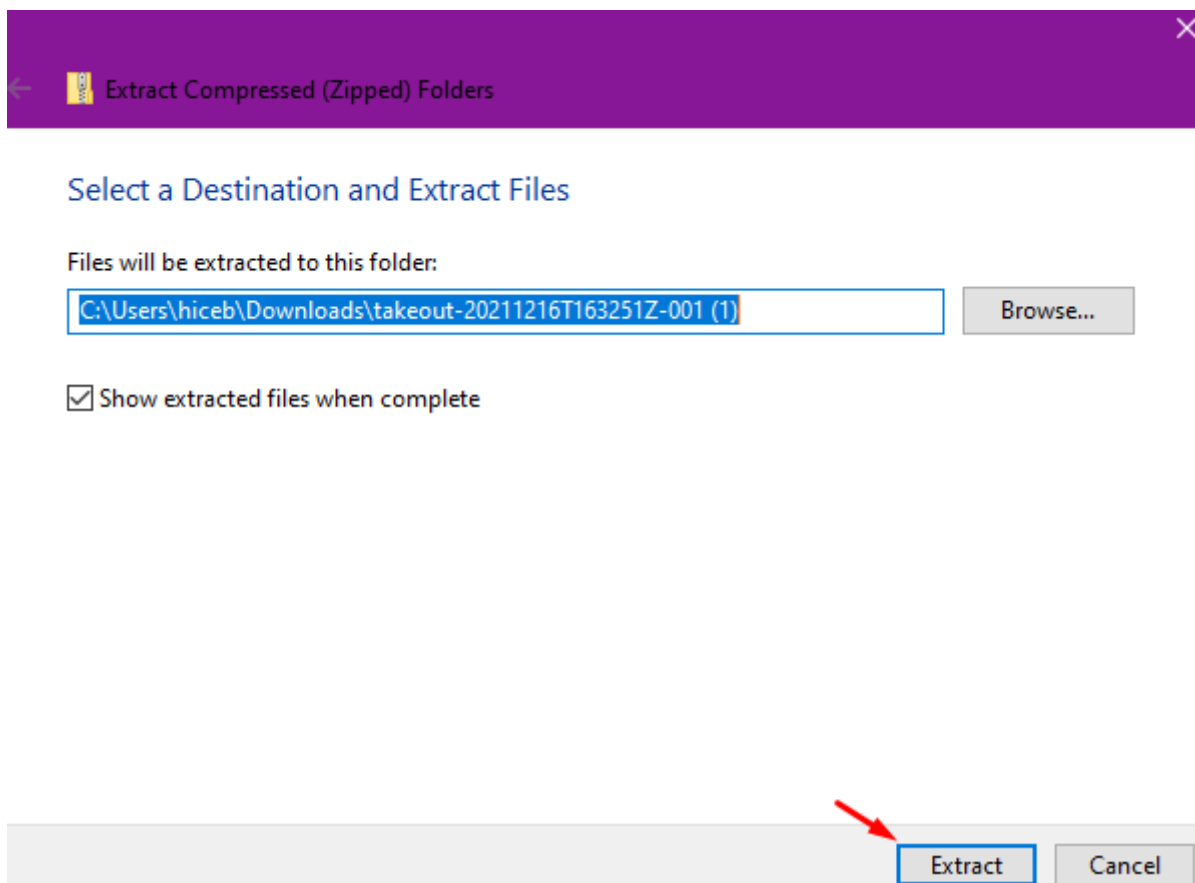 Extract Compressed (Zipped) Folders
Select a Destination and Extract Files
Files will be extracted to this folder:
C:\Users\hiceb\Downloads\takeout-20211216T163251Z-001 (1)
Browse...
Show extracted files when complete
Extract
Cancel